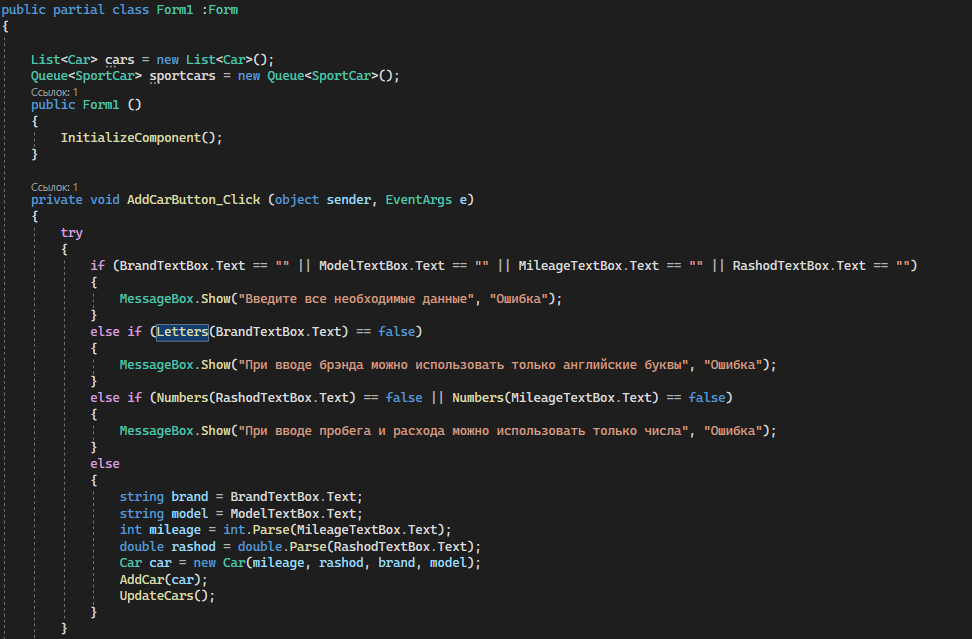 public partial class Form1 :Form
{
List<Car> cars = new List<Car>();
Queue<SportCar> sportcars = new Queue<SportCar>();
Ссылок: 1
public Form1 ()
{
InitializeComponent();
}
Ссылок: 1
private void AddCarButton_Click (object sender, EventArgs e)
{
try
{
if (BrandTextBox.Text == "" || ModelTextBox.Text == "" || MileageTextBox.Text == "" || RashodTextBox.Text == "")
{
MessageBox.Show("Введите все необходимые данные", "Ошибка");
}
else if (Letters(BrandTextBox.Text) == false)
{
MessageBox.Show("При вводе брэнда можно использовать только английские буквы", "Ошибка");
}
else if (Numbers(RashodTextBox.Text) == false || Numbers(MileageTextBox.Text) == false)
{
MessageBox.Show("При вводе пробега и расхода можно использовать только числа", "Ошибка");
}
else
{
string brand = BrandTextBox.Text;
string model = ModelTextBox.Text;
int mileage = int.Parse(MileageTextBox.Text);
double rashod = double.Parse(RashodTextBox.Text);
Car car = new Car(mileage, rashod, brand, model);
AddCar(car);
UpdateCars();
}
}